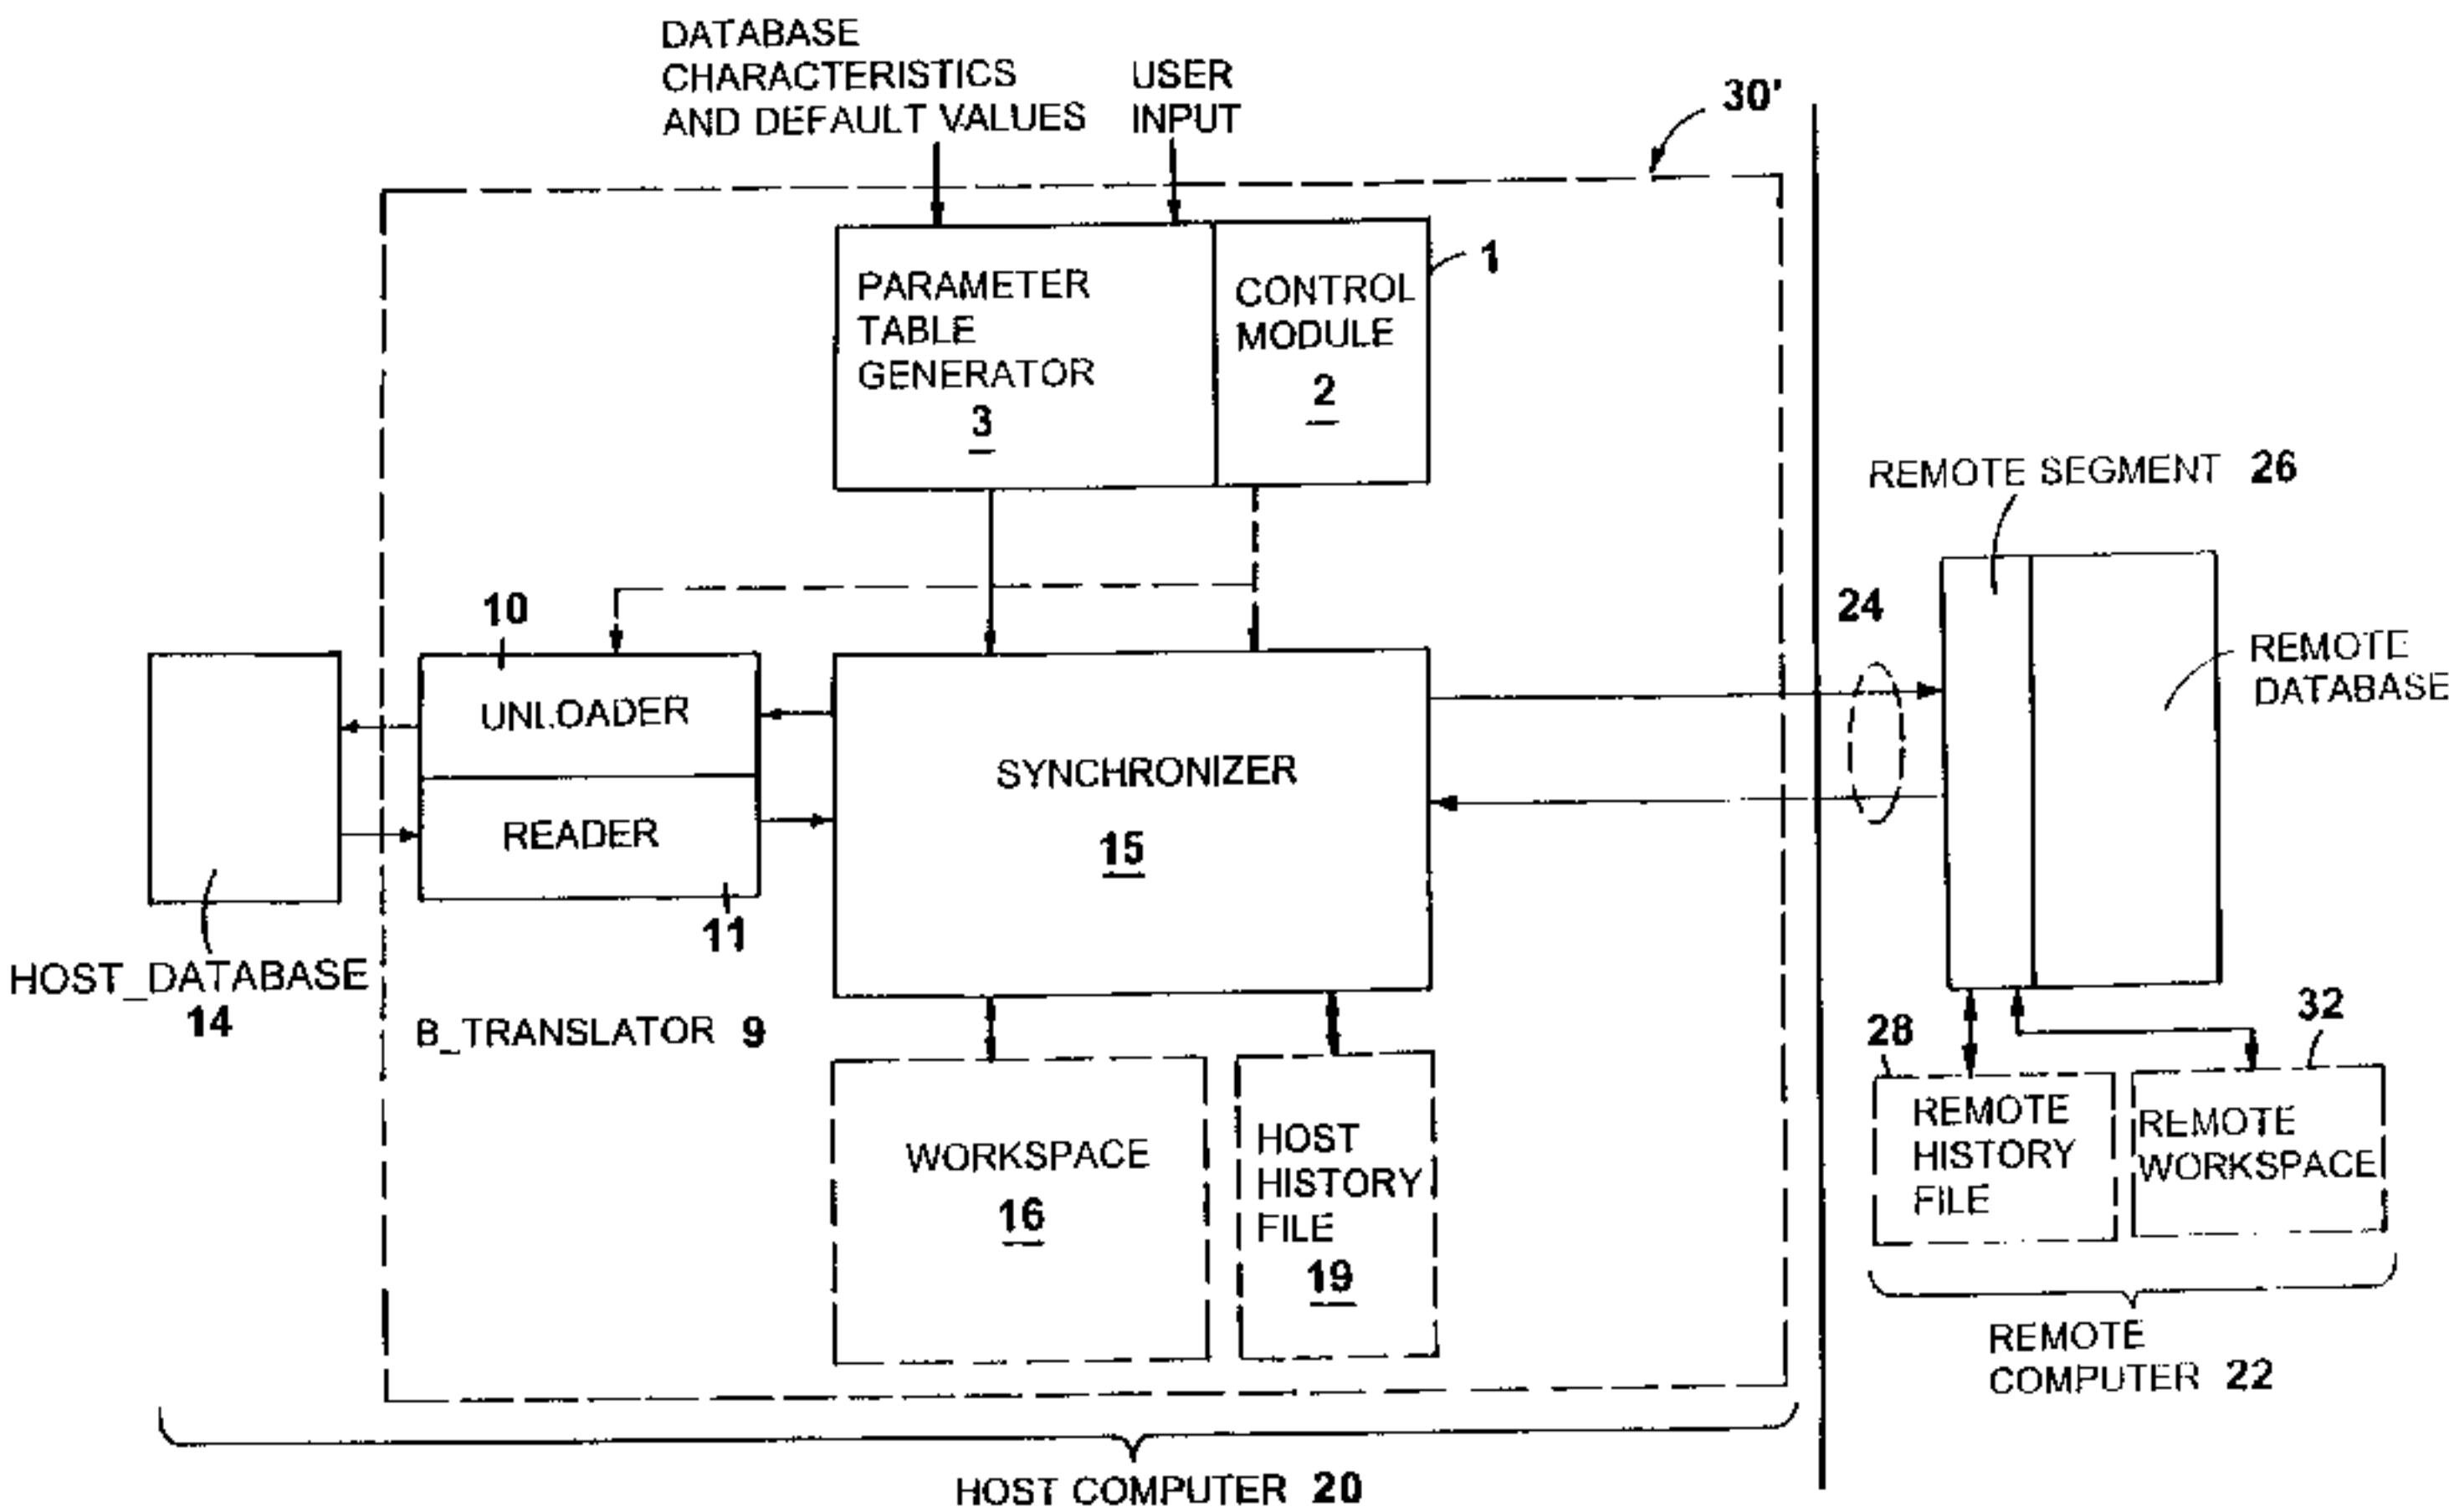 DATABASE
CHARACTERISTICS
AND DEFAULT VALUES
USER
INPUT
30'
PARAMETER
TABLE
GENERATOR
3
CONTROL
MODULE
2
1
REMOTE SEGMENT 26
10
24
UNLOADER
READER
11
SYNCHRONIZER
15
REMOTE
DATABASE
HOST_DATABASE
14
B_TRANSLATOR 9
28
32
WORKSPACE
16
HOST
HISTORY
FILE
19
REMOTE
HISTORY
FILE
REMOTE
WORKSPACE
REMOTE
COMPUTER 22
HOST COMPUTER 20